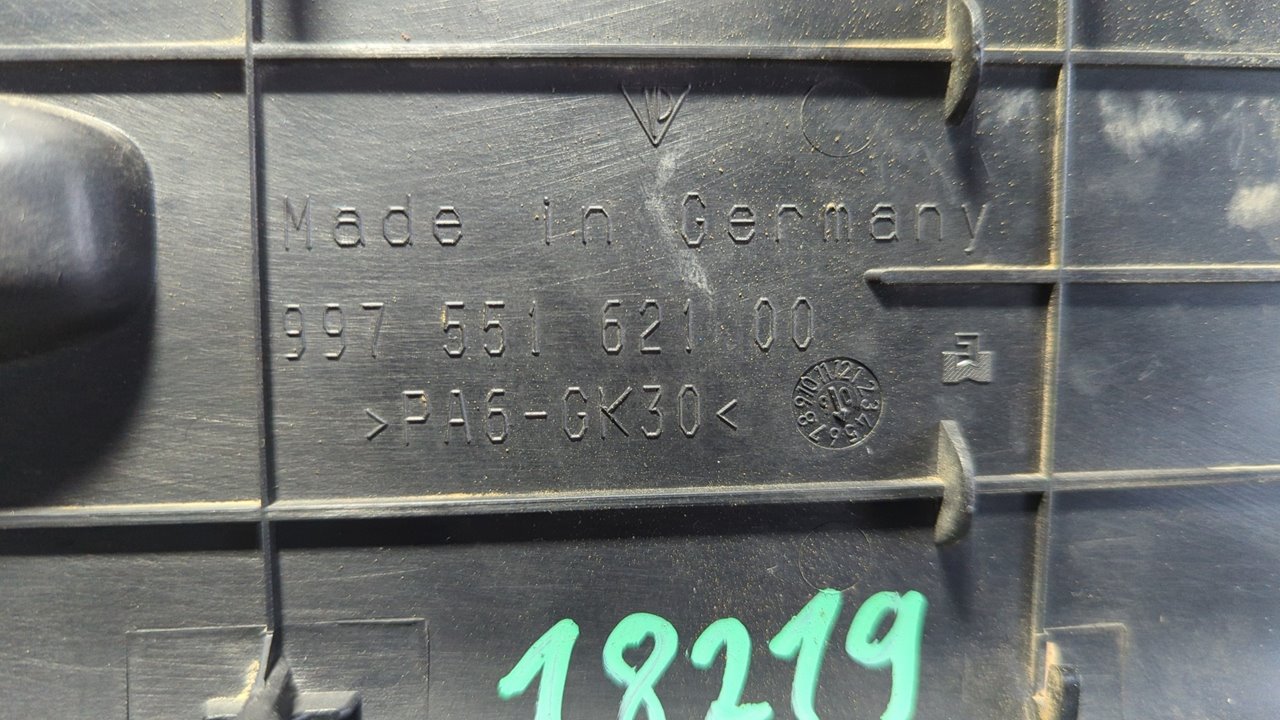 Made in Germany
997 551 621 00
>PA6-GK30<
18219